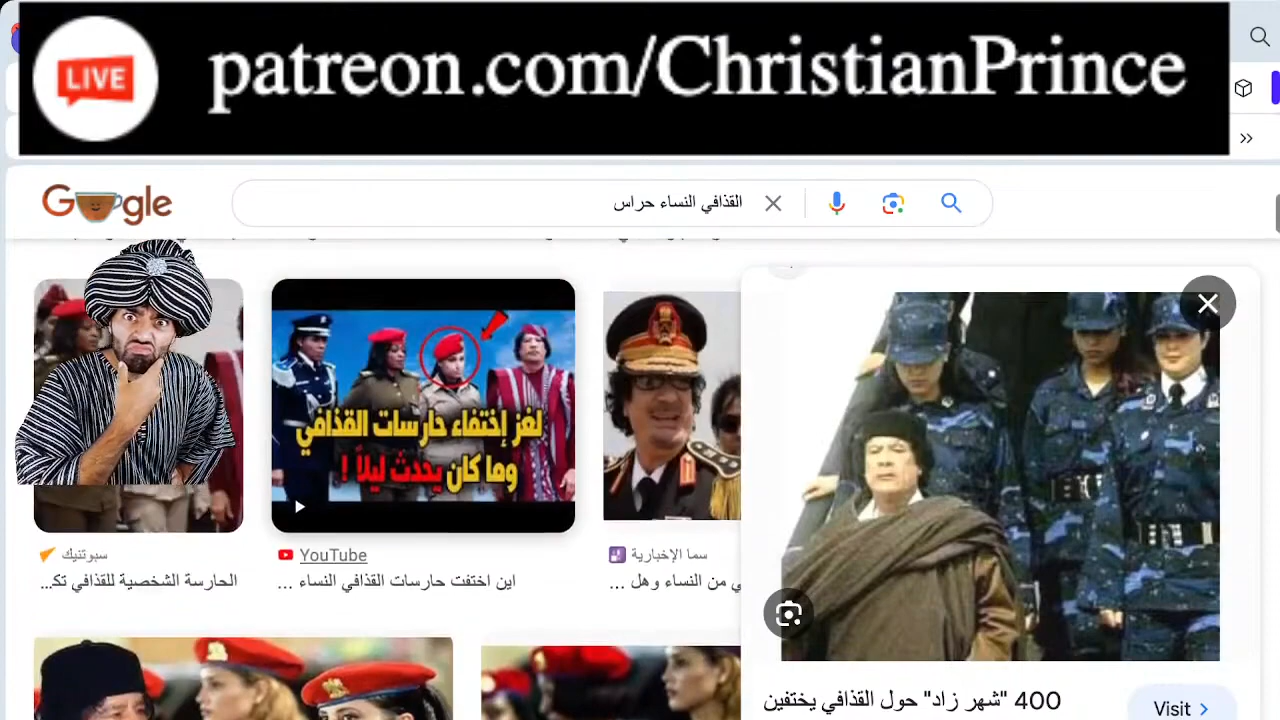 LIVE
patreon.com/ChristianPrince
Google
القذافي النساء حراس
لغز إختفاء حارسات القذافي
وما كان يحدث ليلاً !
سبوتنيك
الحارسة الشخصية للقذافي تك...
YouTube
اين اختفت حارسات القذافي النساء ...
سما الإخبارية
ي من النساء وهل ...
400 "شهر زاد" حول القذافي يختفين
Visit